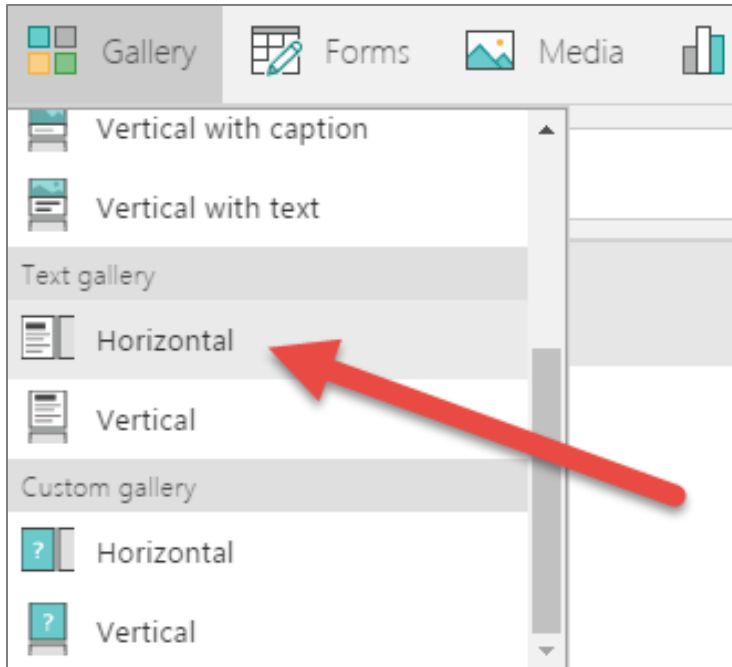 Gallery Forms Media
Vertical with caption
Vertical with text
Text gallery
Horizontal
Vertical
Custom gallery
? Horizontal
? Vertical